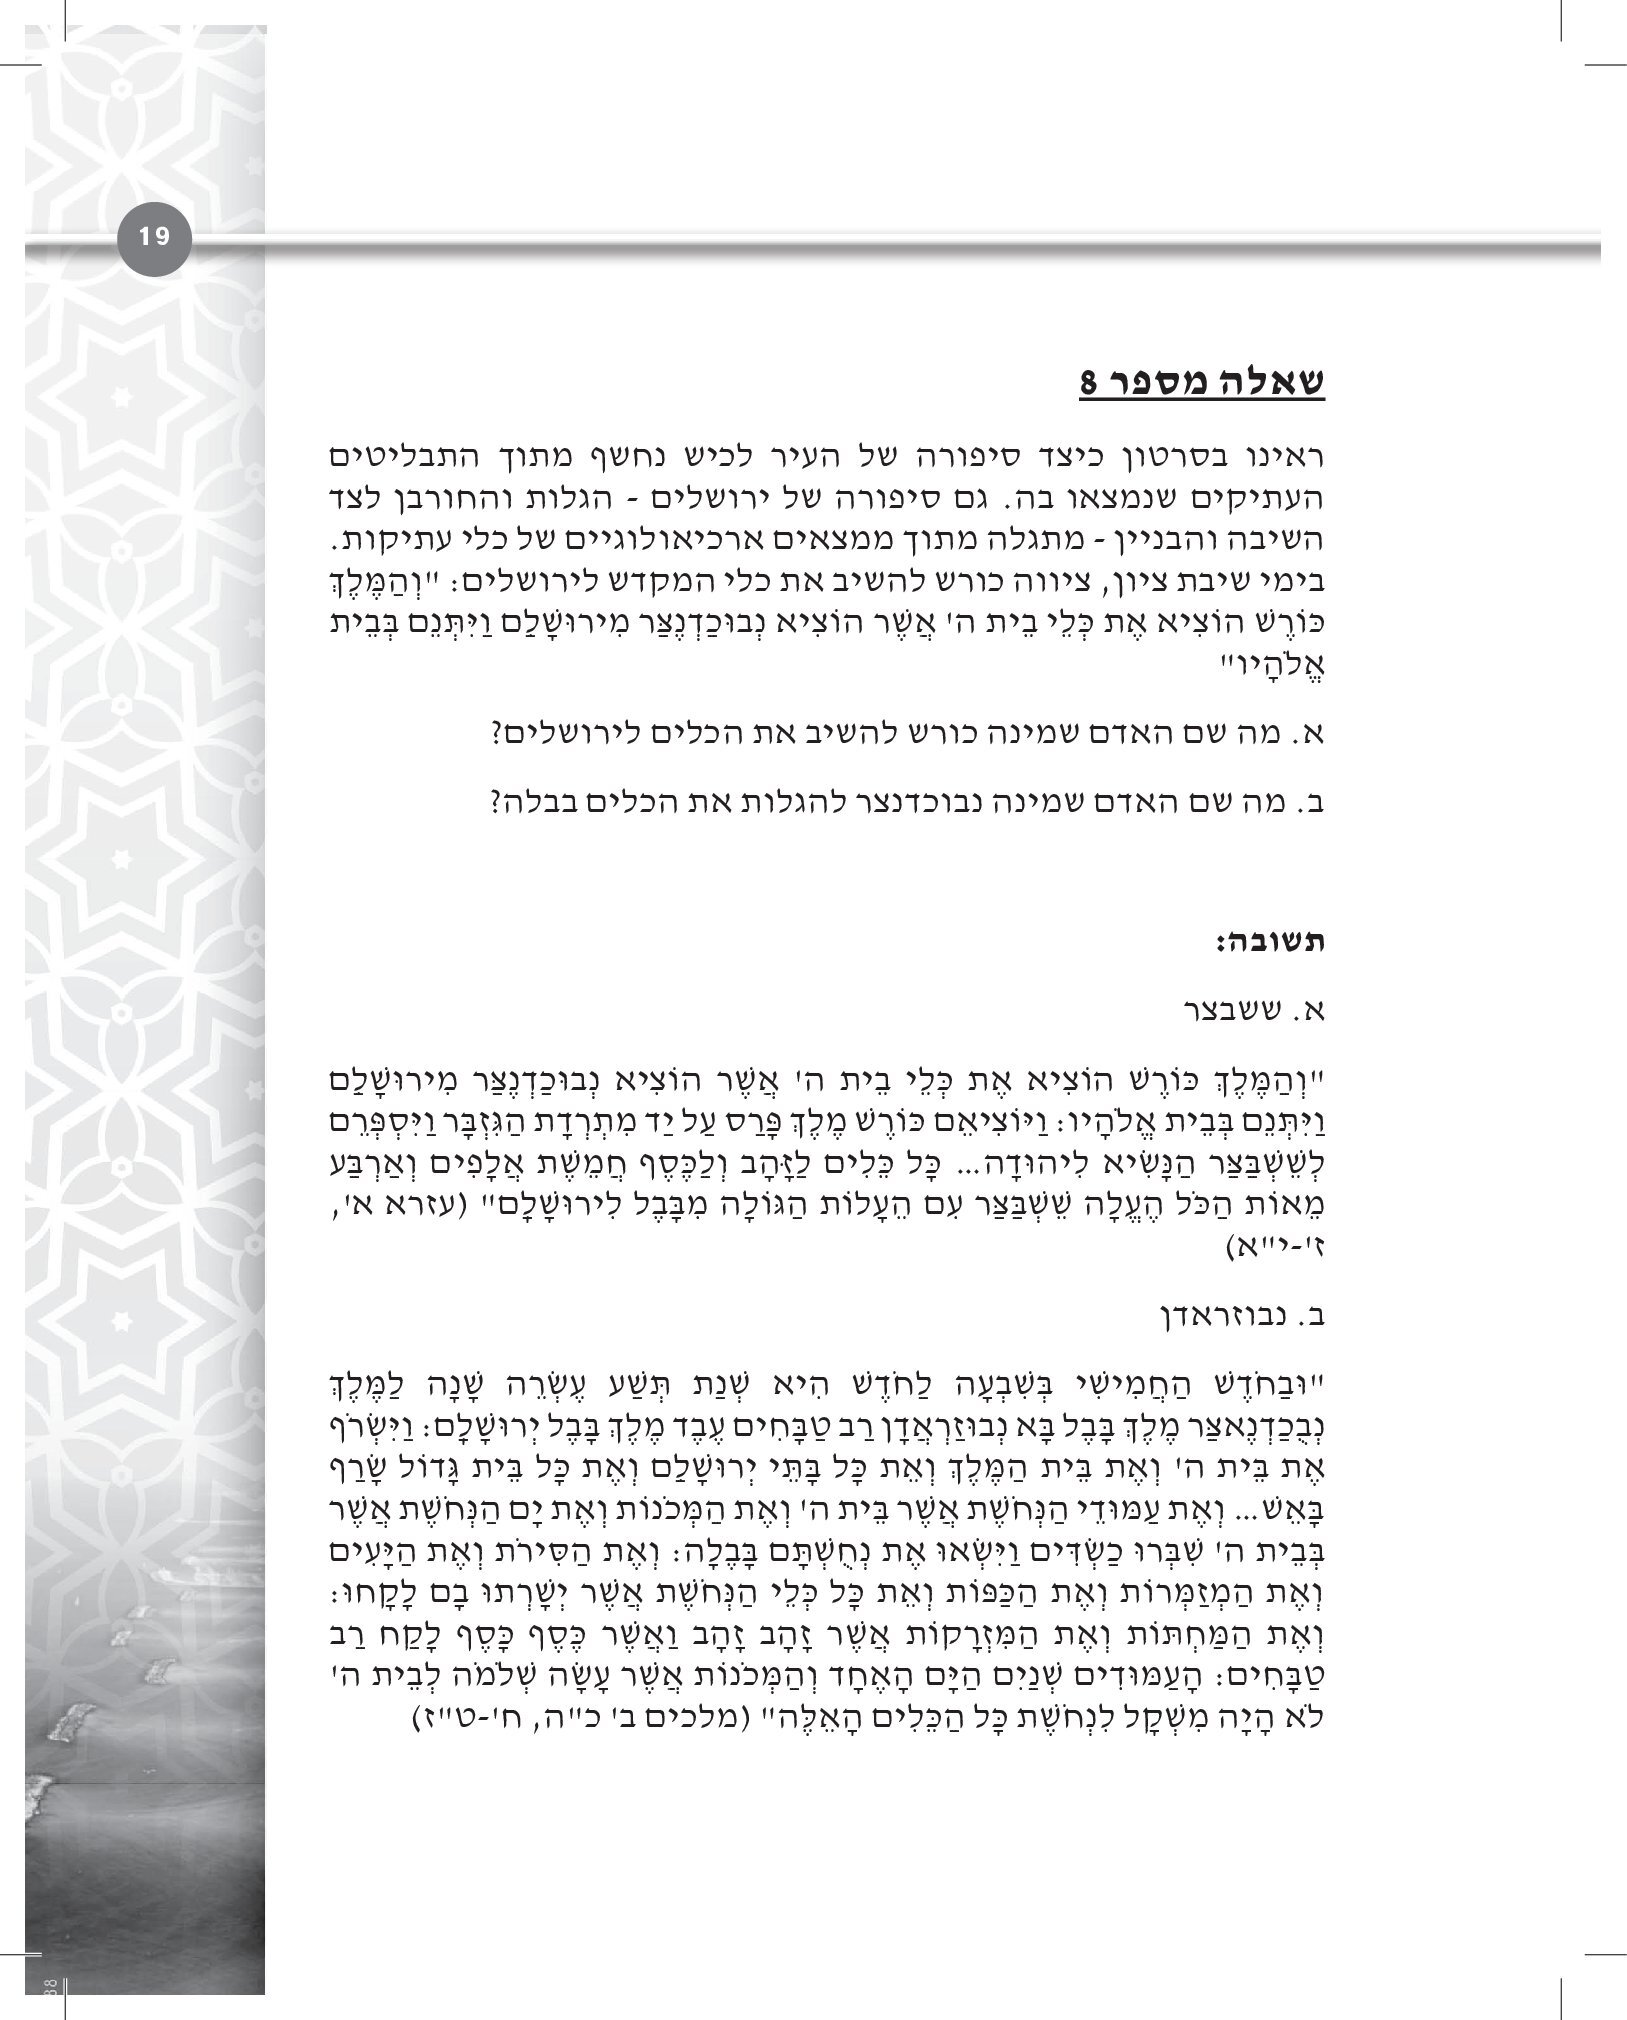 19
שאלה מספר 8
ראינו בסרטון כיצד סיפורה של העיר לכיש נחשף מתוך התבליטים
העתיקים שנמצאו בה. גם סיפורה של ירושלים - הגלות והחורבן לצד
השיבה והבניין - מתגלה מתוך ממצאים ארכיאולוגיים של כלי עתיקות.
בימי שיבת ציון, ציווה כורש להשיב את כלי המקדש לירושלים: "וְהַמֶּלֶךְ
כּוֹרֶשׁ הוֹצִיא אֶת כְּלֵי בֵית ה' אֲשֶׁר הוֹצִיא נְבוּכַדְנֶצַּר מִירוּשָׁלַם וַיִּתְּנֵם בְּבֵית
אֱלֹהָיו"
א. מה שם האדם שמינה כורש להשיב את הכלים לירושלים?
ב. מה שם האדם שמינה נבוכדנצר להגלות את הכלים בבלה?
תשובה:
א. ששבצר
"וְהַמֶּלֶךְ כּוֹרֶשׁ הוֹצִיא אֶת כְּלֵי בֵית ה' אֲשֶׁר הוֹצִיא נְבוּכַדְנֶצַּר מִירוּשָׁלַם
וַיִּתְּנֵם בְּבֵית אֱלֹהָיו: וַיּוֹצִיאֵם כּוֹרֶשׁ מֶלֶךְ פָּרַס עַל יַד מִתְרְדָת הַגִּזְבָּר וַיִּסְפְּרֵם
לְשֵׁשְׁבַּצַּר הַנָּשִׂיא לִיהוּדָה... כָּל כֵּלִים לַזָּהָב וְלַכֶּסֶף חֲמֵשֶׁת אֲלָפִים וְאַרְבַּע
מֵאוֹת הַכֹּל הֶעֱלָה שֵׁשְׁבַּצַּר עִם הֵעָלוֹת הַגּוֹלָה מִבָּבֶל לִירוּשָׁלָם" (עזרא א',
ז'-י"א)
ב. נבוזראדן
"וּבַחֹדֶשׁ הַחֲמִישִׁי בְּשִׁבְעָה לַחֹדֶשׁ הִיא שְׁנַת תְּשַׁע עֶשְׂרֵה שָׁנָה לַמֶּלֶךְ
נְבֻכַדְנֶאצַּר מֶלֶךְ בָּבֶל בָּא נְבוּזַרְאֲדָן רַב טַבָּחִים עֶבֶד מֶלֶךְ בָּבֶל יְרוּשָׁלָם: וַיִּשְׂרֹף
אֶת בֵּית ה' וְאֶת בֵּית הַמֶּלֶךְ וְאֵת כָּל בָּתֵּי יְרוּשָׁלַם וְאֶת כָּל בֵּית גָּדוֹל שָׂרַף
בָּאֵשׁ... וְאֶת עַמּוּדֵי הַנְּחֹשֶׁת אֲשֶׁר בֵּית ה' וְאֶת הַמְּכֹנוֹת וְאֶת יָם הַנְּחֹשֶׁת אֲשֶׁר
בְּבֵית ה' שִׁבְּרוּ כַשְׂדִּים וַיִּשְׂאוּ אֶת נְחֻשְׁתָּם בָּבֶלָה: וְאֶת הַסִּירֹת וְאֶת הַיָּעִים
וְאֶת הַמְזַמְּרוֹת וְאֶת הַכַּפּוֹת וְאֵת כָּל כְּלֵי הַנְּחֹשֶׁת אֲשֶׁר יְשָׁרְתוּ בָם לָקָחוּ:
וְאֶת הַמַּחְתּוֹת וְאֶת הַמִּזְרָקוֹת אֲשֶׁר זָהָב זָהָב וַאֲשֶׁר כֶּסֶף כָּסֶף לָקַח רַב
טַבָּחִים: הָעַמּוּדִים שְׁנַיִם הַיָּם הָאֶחָד וְהַמְּכֹנוֹת אֲשֶׁר עָשָׂה שְׁלֹמֹה לְבֵית ה'
לֹא הָיָה מִשְׁקָל לִנְחֹשֶׁת כָּל הַכֵּלִים הָאֵלֶּה" (מלכים ב' כ"ה, ח'-ט"ז)